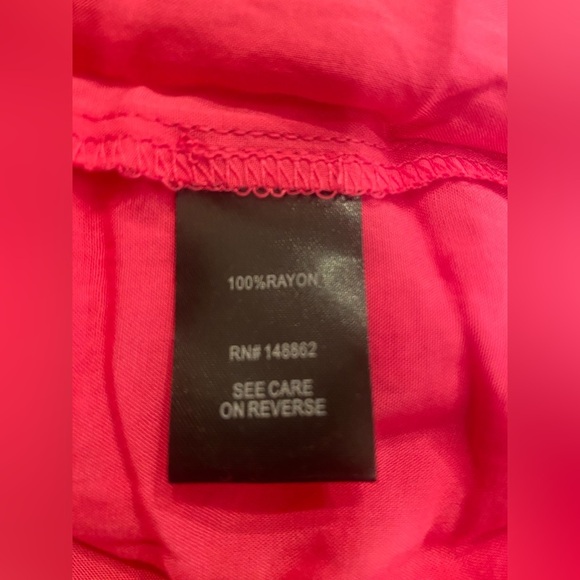 100%RAYON
RN# 148862
SEE CARE
ON REVERSE